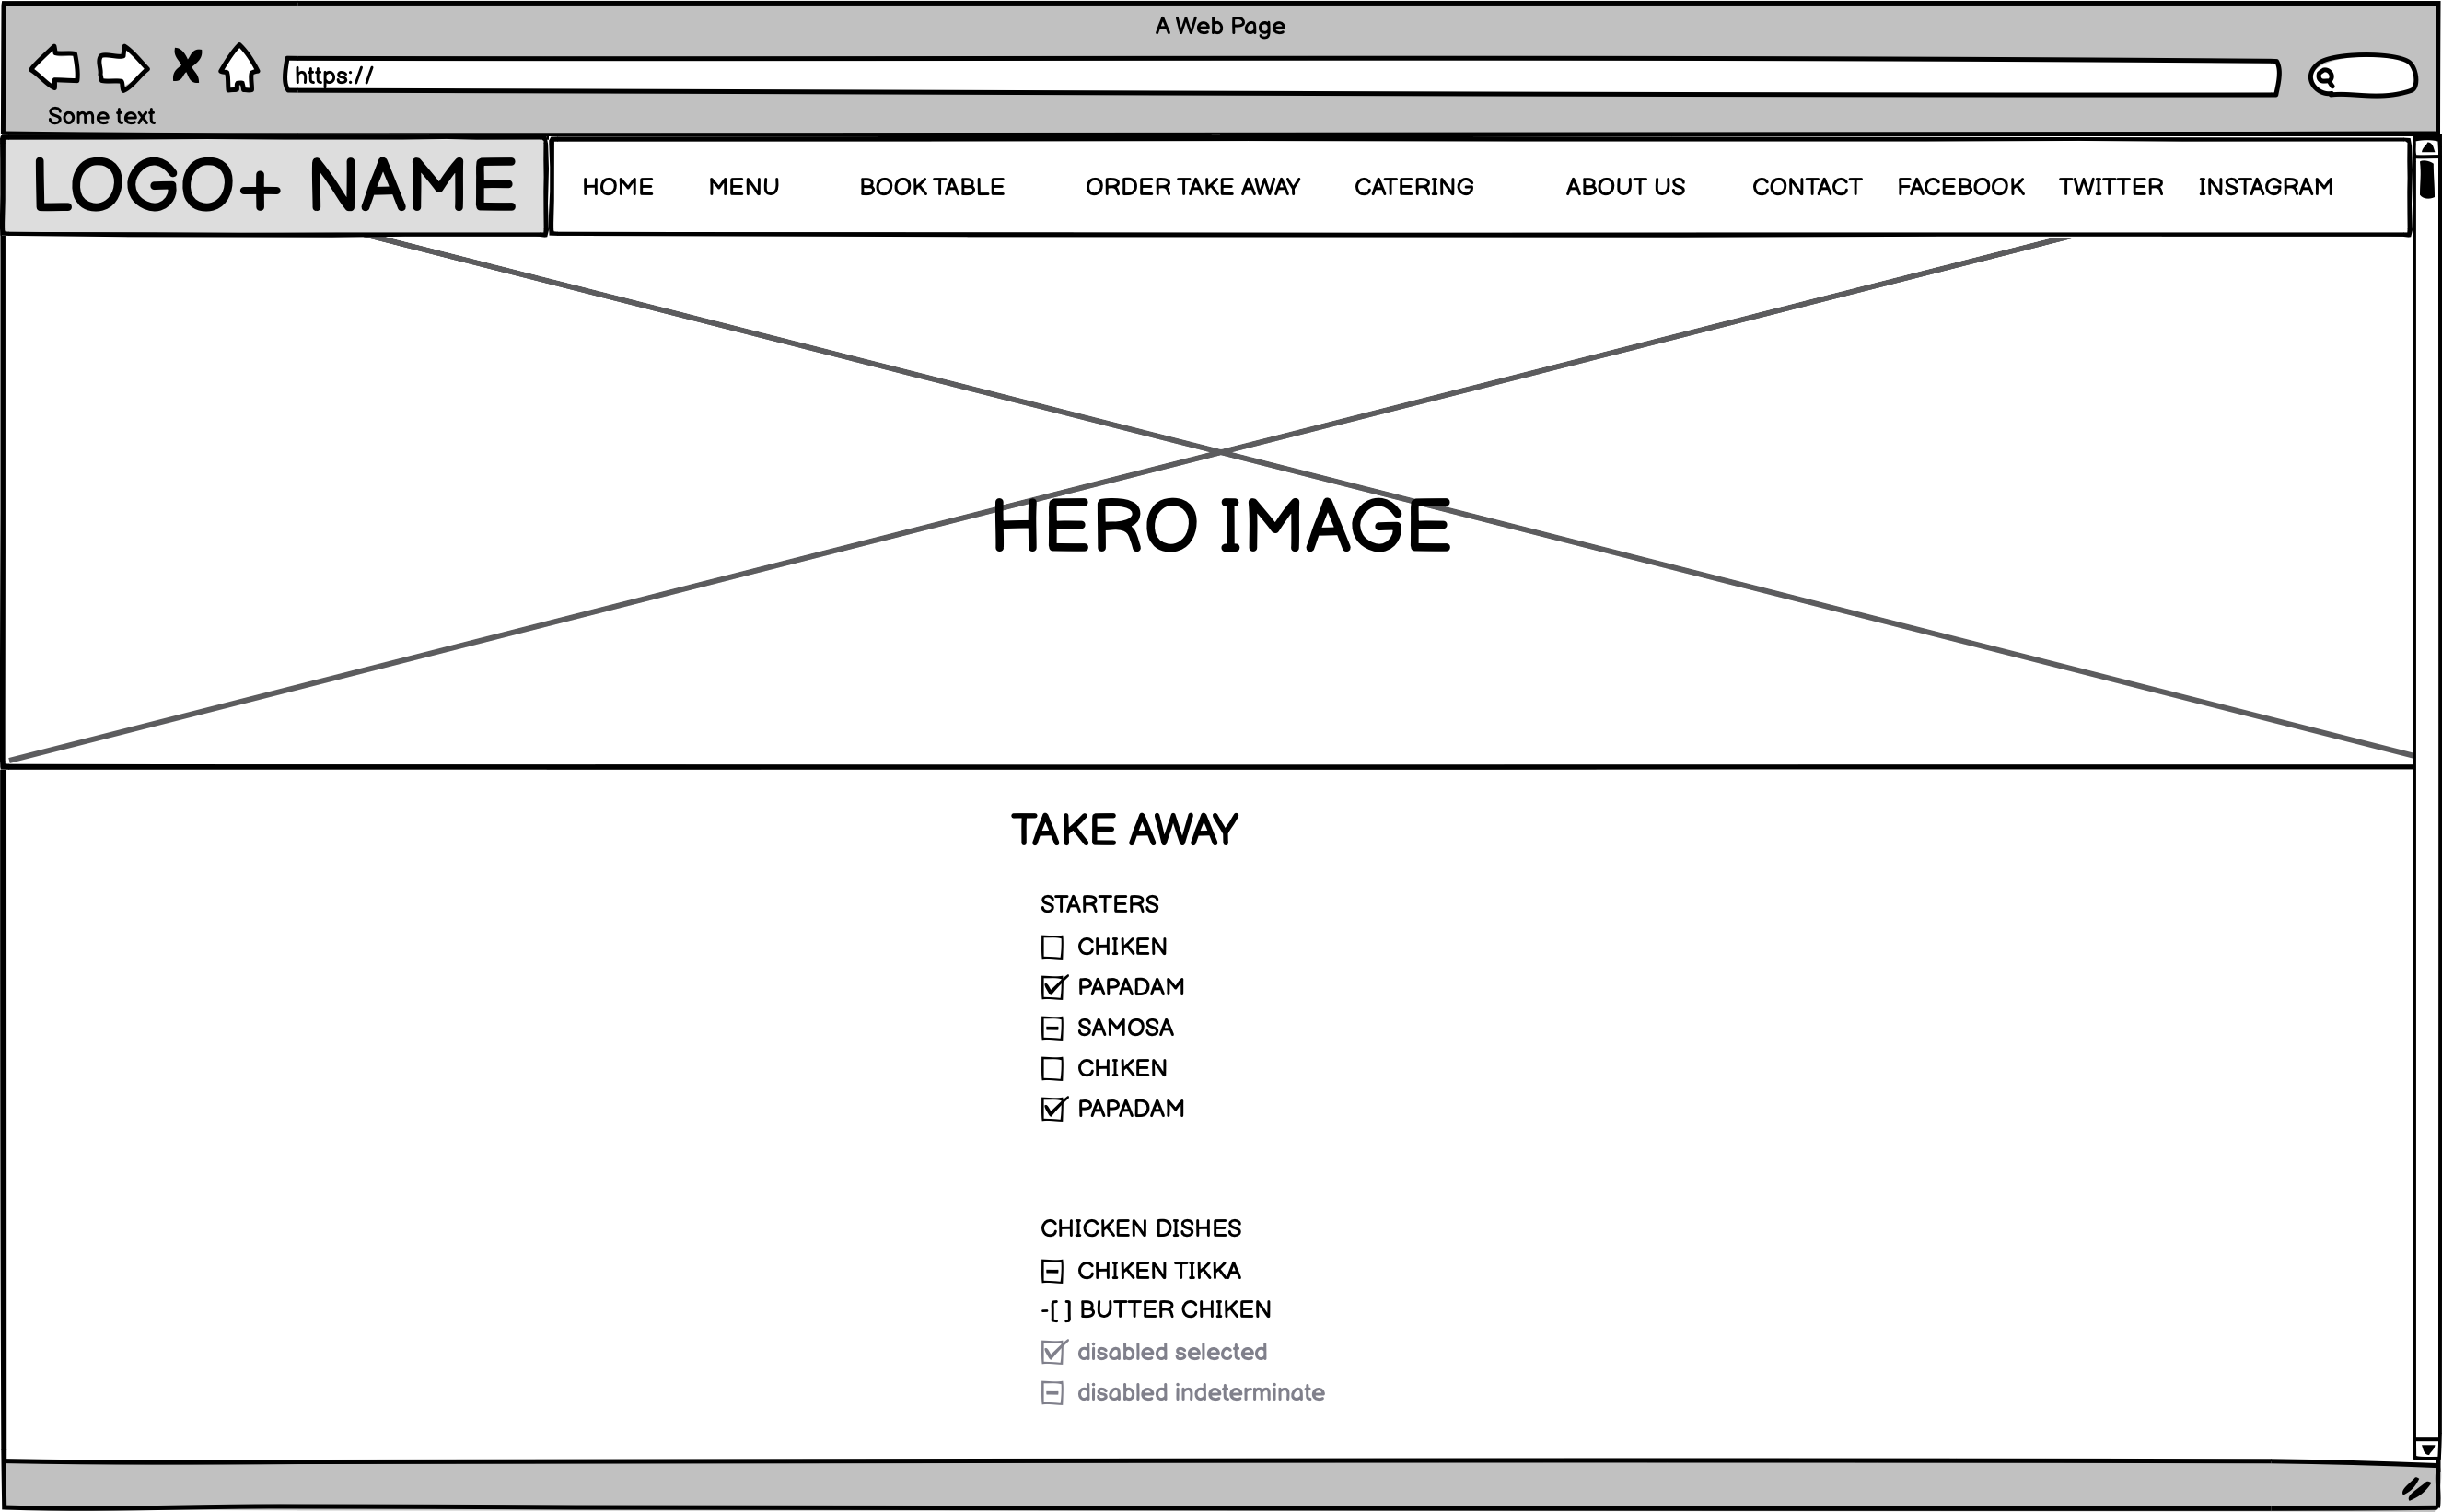 A Web Page
https://
Some text
LOGO+ NAME
HOME MENU BOOK TABLE ORDER TAKE AWAY CATERING ABOUT US CONTACT FACEBOOK TWITTER INSTAGRAM
HERO IMAGE
TAKE AWAY
STARTERS
CHIKEN
PAPADAM
SAMOSA
CHIKEN
PAPADAM
CHICKEN DISHES
CHIKEN TIKKA
-[ ] BUTTER CHIKEN
disabled selected
disabled indeterminate